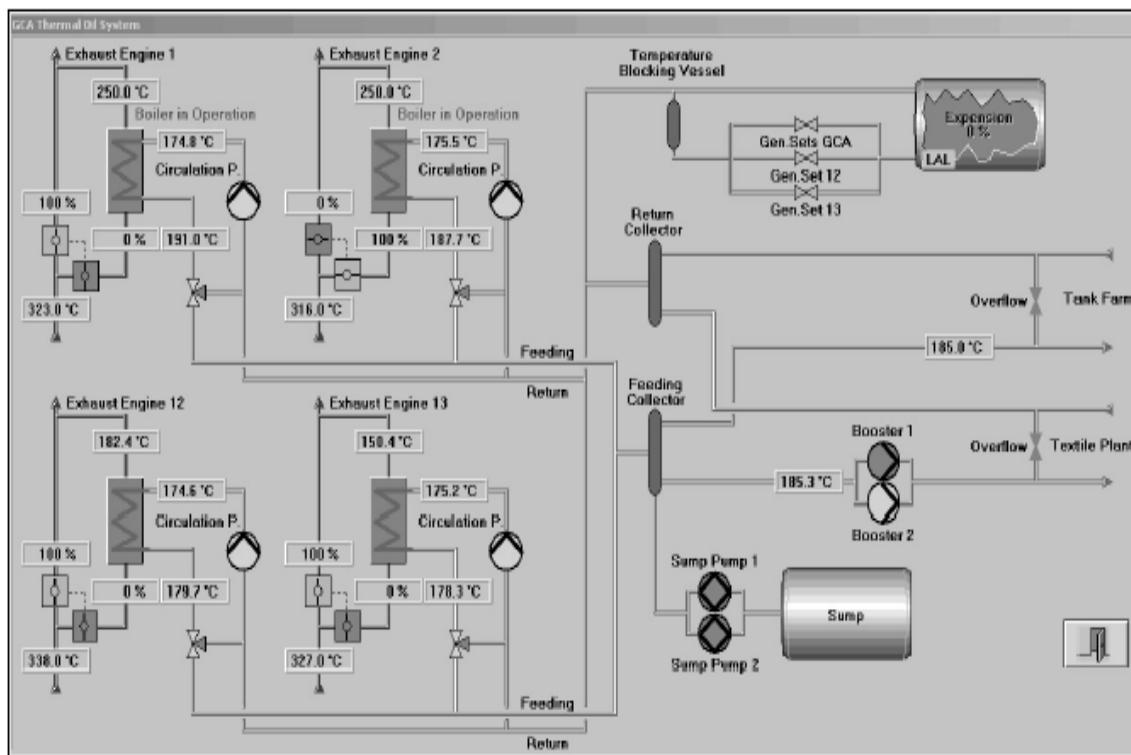 GCA Thermal Oil System
Exhaust Engine 1
250.0 °C
Boiler in Operation
174.8 °C
Circulation P.
100 %
0 %
191.0 °C
323.0 °C
Exhaust Engine 2
250.0 °C
Boiler in Operation
175.5 °C
Circulation P.
0 %
100 %
187.7 °C
316.0 °C
Temperature
Blocking Vessel
Expension
0 %
LAL
Gen.Sets GCA
Gen.Set 12
Gen.Set 13
Return
Collector
Overflow
Tank Farm
185.0 °C
Feeding
Return
Feeding
Collector
Exhaust Engine 12
182.4 °C
174.6 °C
Circulation P.
100 %
0 %
179.7 °C
338.0 °C
Exhaust Engine 13
150.4 °C
175.2 °C
Circulation P.
100 %
0 %
178.3 °C
327.0 °C
Booster 1
Overflow
Textile Plant
185.3 °C
Booster 2
Sump Pump 1
Sump
Sump Pump 2
Feeding
Return